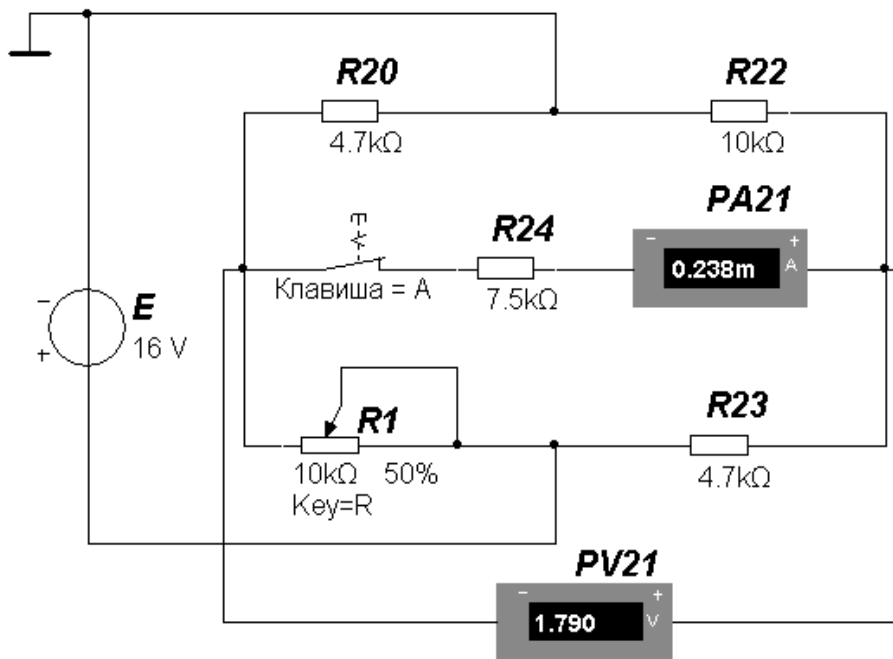 R20
4.7kΩ
R22
10kΩ
PA21
− +
0.238m A
R24
7.5kΩ
Клавиша = A
− E
+ 16 V
R1
10kΩ 50%
Key=R
R23
4.7kΩ
PV21
− +
1.790 V